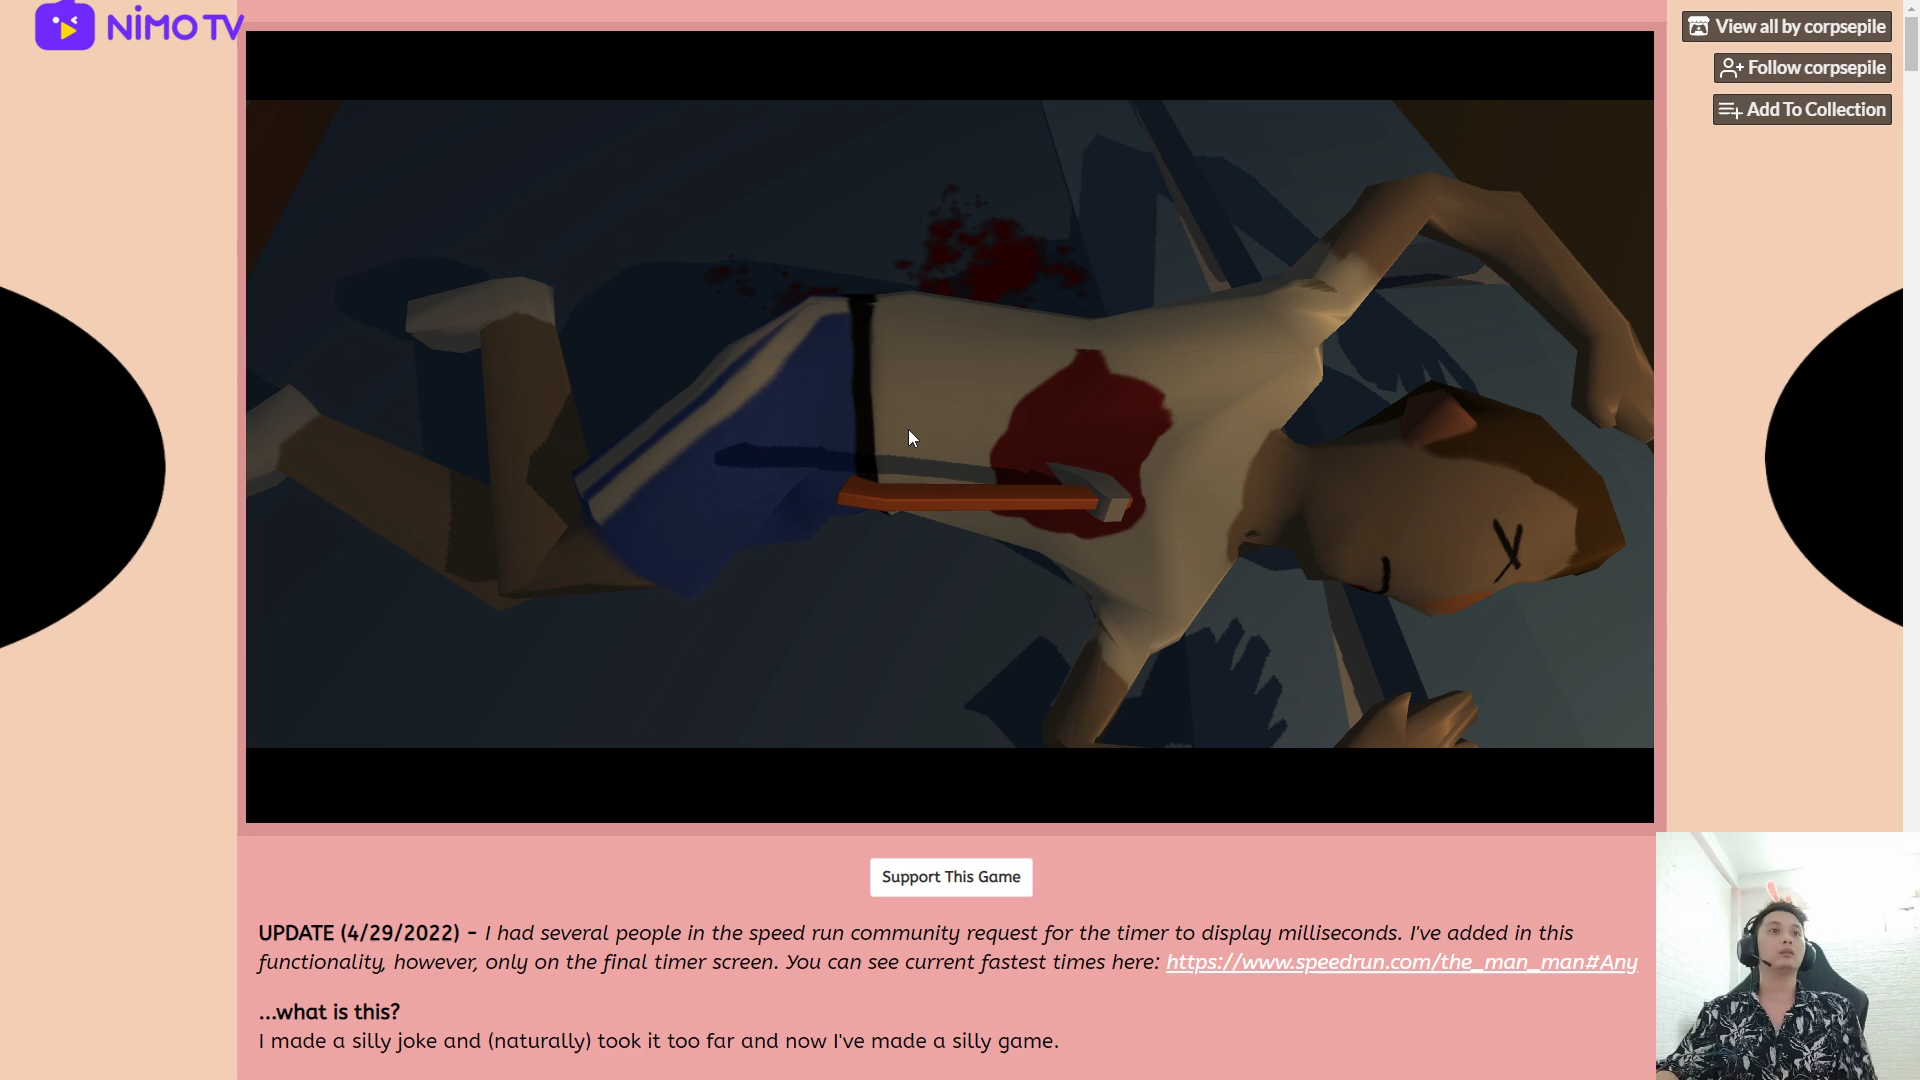 NIMO TV
View all by corpsepile
Follow corpsepile
Add To Collection
Support This Game
UPDATE (4/29/2022) - I had several people in the speed run community request for the timer to display milliseconds. I've added in this
functionality, however, only on the final timer screen. You can see current fastest times here: https://www.speedrun.com/the_man_man#Any
...what is this?
I made a silly joke and (naturally) took it too far and now I've made a silly game.